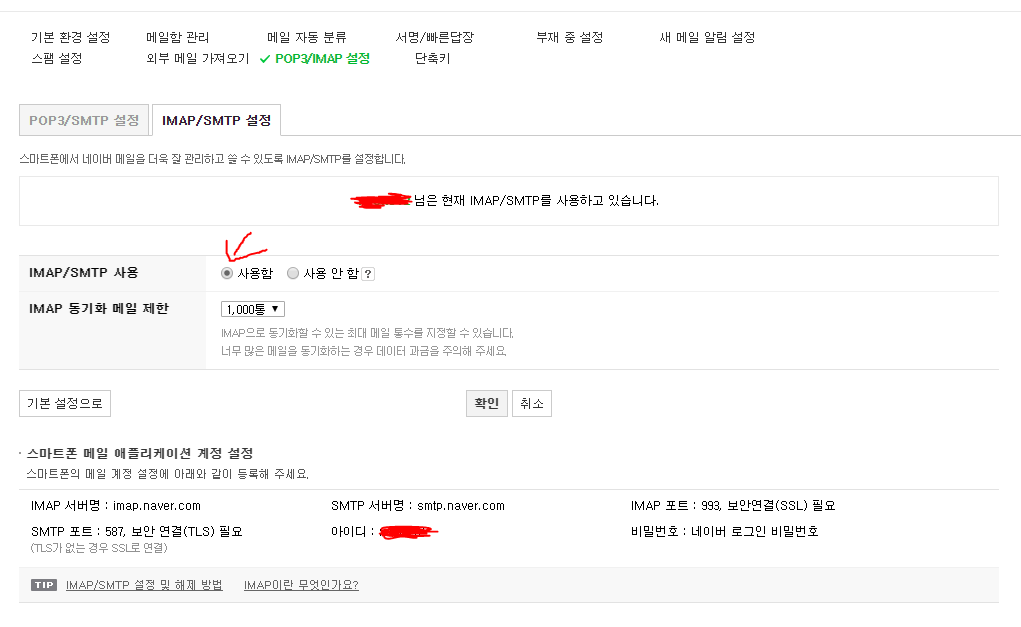 기본 환경 설정 메일함 관리 메일 자동 분류 서명/빠른답장 부재 중 설정 새 메일 알림 설정
스팸 설정 외부 메일 가져오기 POP3/IMAP 설정 단축키
POP3/SMTP 설정 IMAP/SMTP 설정
스마트폰에서 네이버 메일을 더욱 잘 관리하고 쓸 수 있도록 IMAP/SMTP를 설정합니다.
님은 현재 IMAP/SMTP를 사용하고 있습니다.
IMAP/SMTP 사용 사용함 사용 안 함 ?
IMAP 동기화 메일 제한 1,000통
IMAP으로 동기화할 수 있는 최대 메일 통수를 지정할 수 있습니다.
너무 많은 메일을 동기화하는 경우 데이터 과금을 주의해 주세요.
기본 설정으로 확인 취소
· 스마트폰 메일 애플리케이션 계정 설정
스마트폰의 메일 계정 설정에 아래와 같이 등록해 주세요.
IMAP 서버명 : imap.naver.com SMTP 서버명 : smtp.naver.com IMAP 포트 : 993, 보안연결(SSL) 필요
SMTP 포트 : 587, 보안 연결(TLS) 필요 아이디 : 비밀번호 : 네이버 로그인 비밀번호
(TLS가 없는 경우 SSL로 연결)
TIP IMAP/SMTP 설정 및 해제 방법 IMAP이란 무엇인가요?